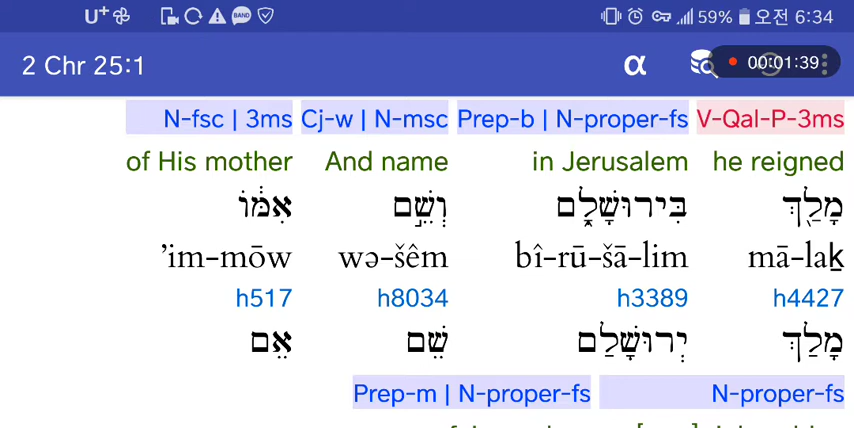 U+ BAND 59% 오전 6:34
2 Chr 25:1 α 00:01:39
N-fsc | 3ms Cj-w | N-msc Prep-b | N-proper-fs V-Qal-P-3ms
of His mother And name in Jerusalem he reigned
מָלַ֖ךְ בִּירוּשָׁלִָ֑ם וְשֵׁ֣ם אִמּ֔וֹ
’im-mōw wə-šêm bî-rū-šā-lim mā-laḵ
h517 h8034 h3389 h4427
מָלַךְ יְרוּשָׁלַםִ שֵׁם אֵם
Prep-m | N-proper-fs N-proper-fs